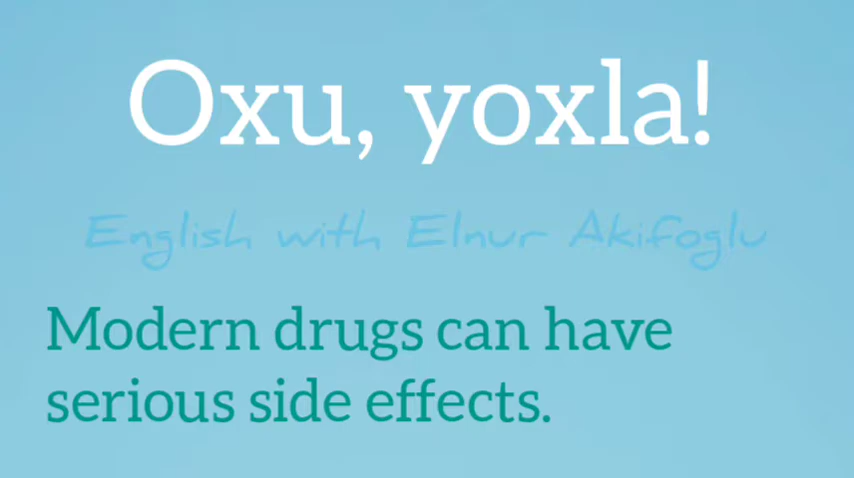 Oxu, yoxla!
English with Elnur Akifoglu
Modern drugs can have
serious side effects.